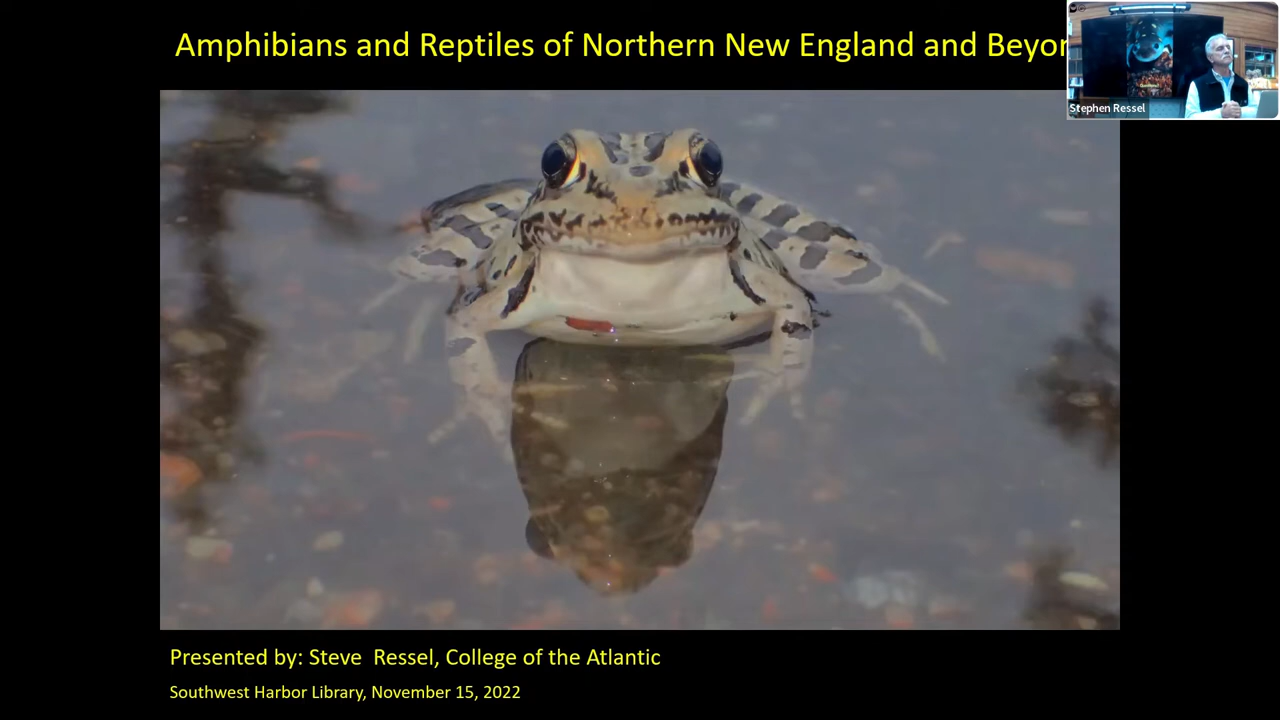 Amphibians and Reptiles of Northern New England and
Stephen Ressel
Presented by: Steve Ressel, College of the Atlantic
Southwest Harbor Library, November 15, 2022